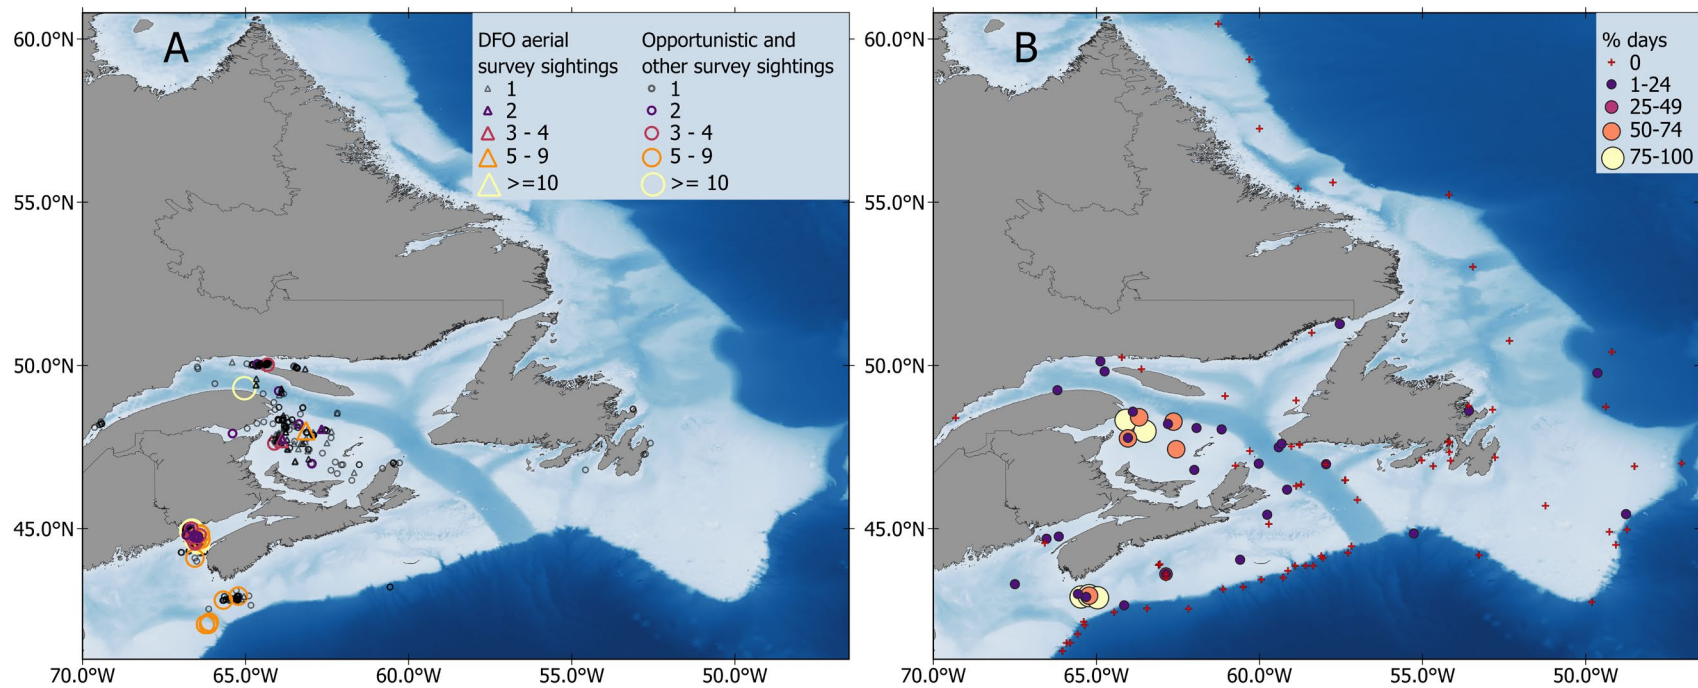 A
DFO aerial
survey sightings
1
2
3 - 4
5 - 9
>=10
Opportunistic and
other survey sightings
1
2
3 - 4
5 - 9
>= 10
60.0°N
55.0°N
50.0°N
45.0°N
70.0°W 65.0°W 60.0°W 55.0°W 50.0°W
B
% days
0
1-24
25-49
50-74
75-100
60.0°N
55.0°N
50.0°N
45.0°N
70.0°W 65.0°W 60.0°W 55.0°W 50.0°W